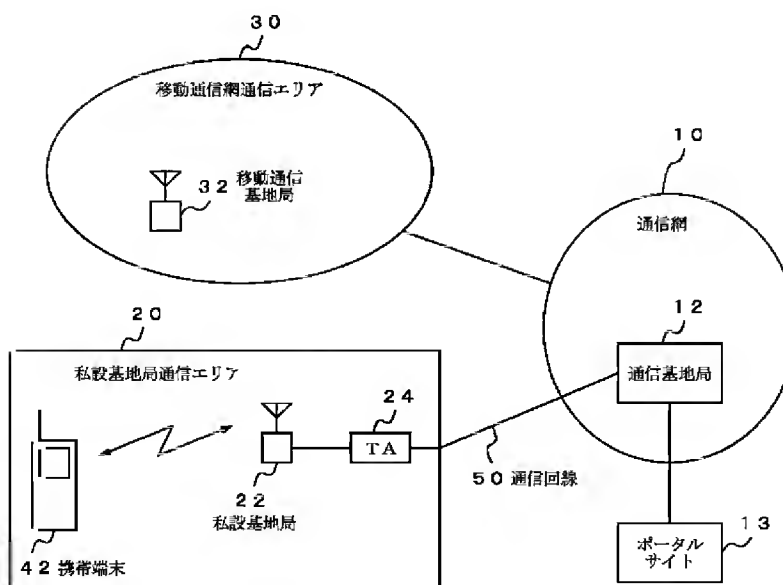 30
移動通信網通信エリア
32 移動通信
基地局
10
通信網
12
通信基地局
20
私設基地局通信エリア
24
TA
22
私設基地局
50 通信回線
42 携帯端末
13
ポータル
サイト